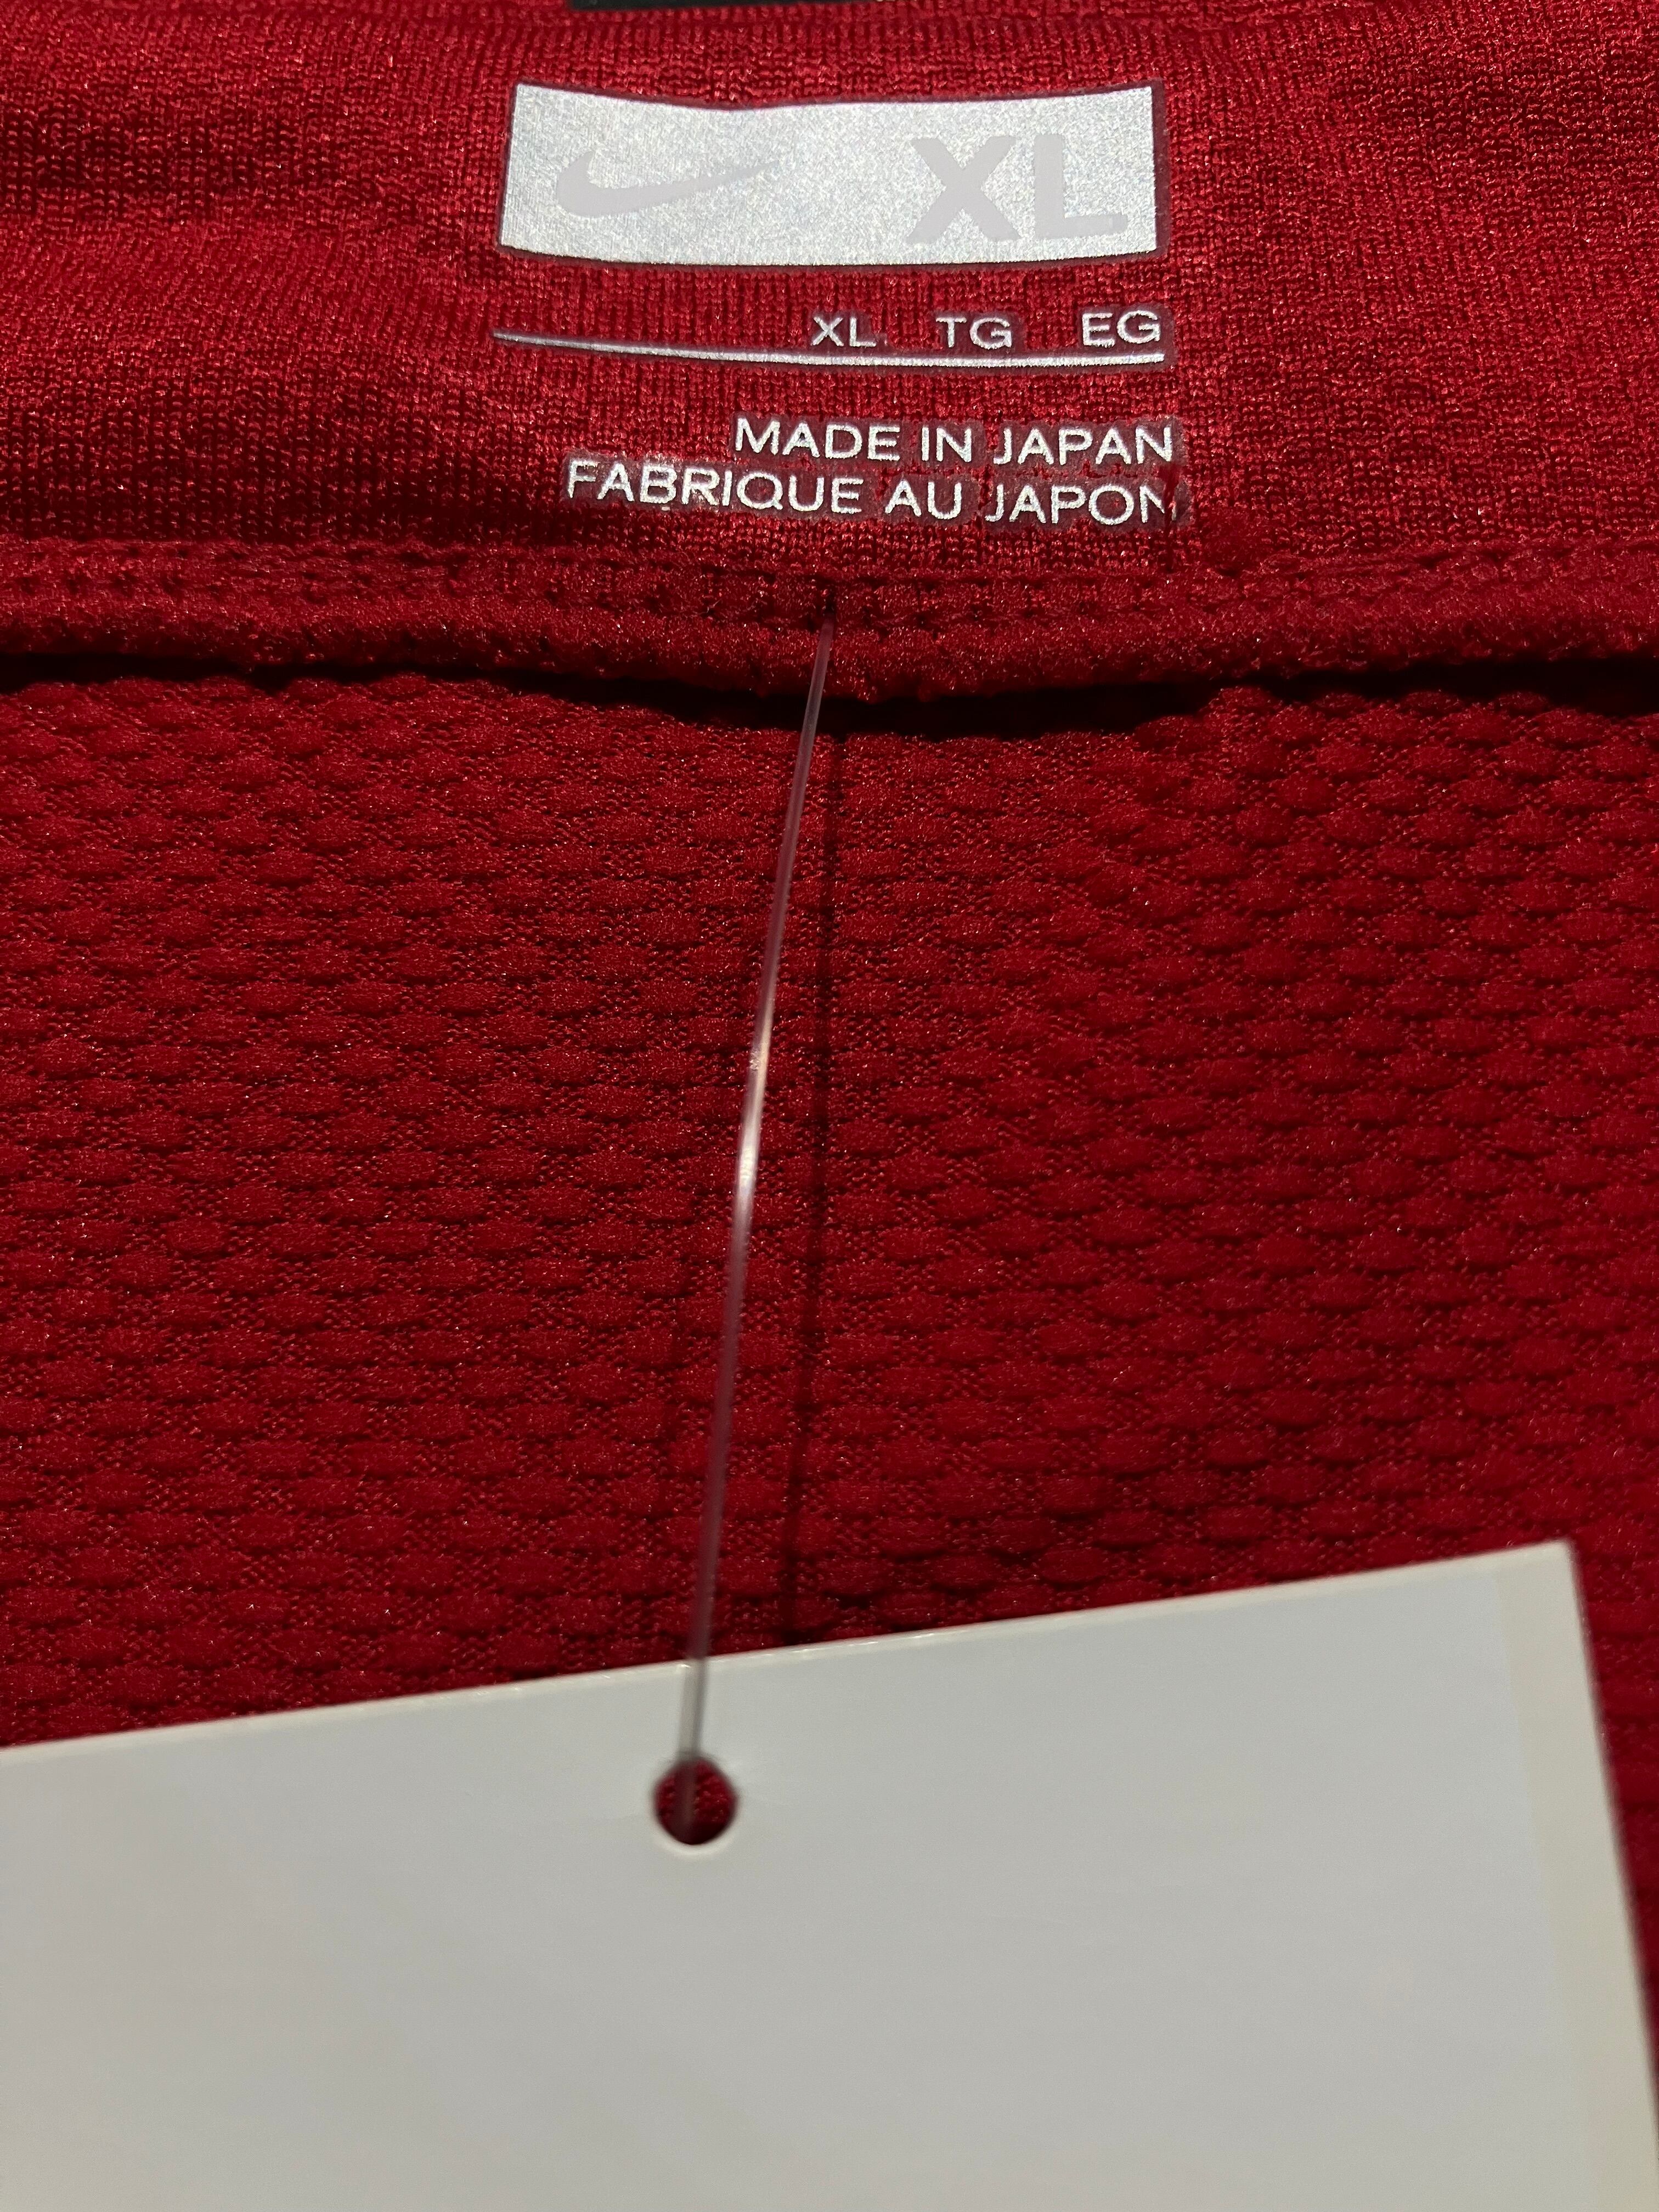 XL
XL TG EG
MADE IN JAPAN
FABRIQUE AU JAPON